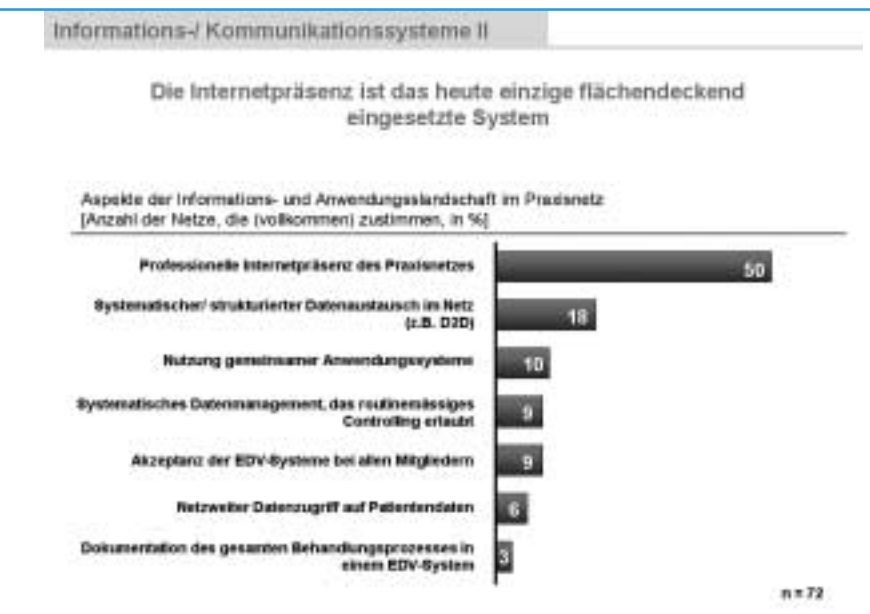 Informations-/ Kommunikationssysteme II
Die Internetpräsenz ist das heute einzige flächendeckend
eingesetzte System
Aspekte der Informations- und Anwendungslandschaft im Praxisnetz
[Anzahl der Netze, die (vollkommen) zustimmen, in %]
Professionelle Internetpräsenz des Praxisnetzes
50
Systematischer/ strukturierter Datenaustausch im Netz
(z.B. D2D)
18
Nutzung gemeinsamer Anwendungssysteme
10
Systematisches Datenmanagement, das routinemässiges
Controlling erlaubt
9
Akzeptanz der EDV-Systeme bei allen Mitgliedern
9
Netzweiter Datenzugriff auf Patientendaten
6
Dokumentation des gesamten Behandlungsprozesses in
einem EDV-System
3
n = 72